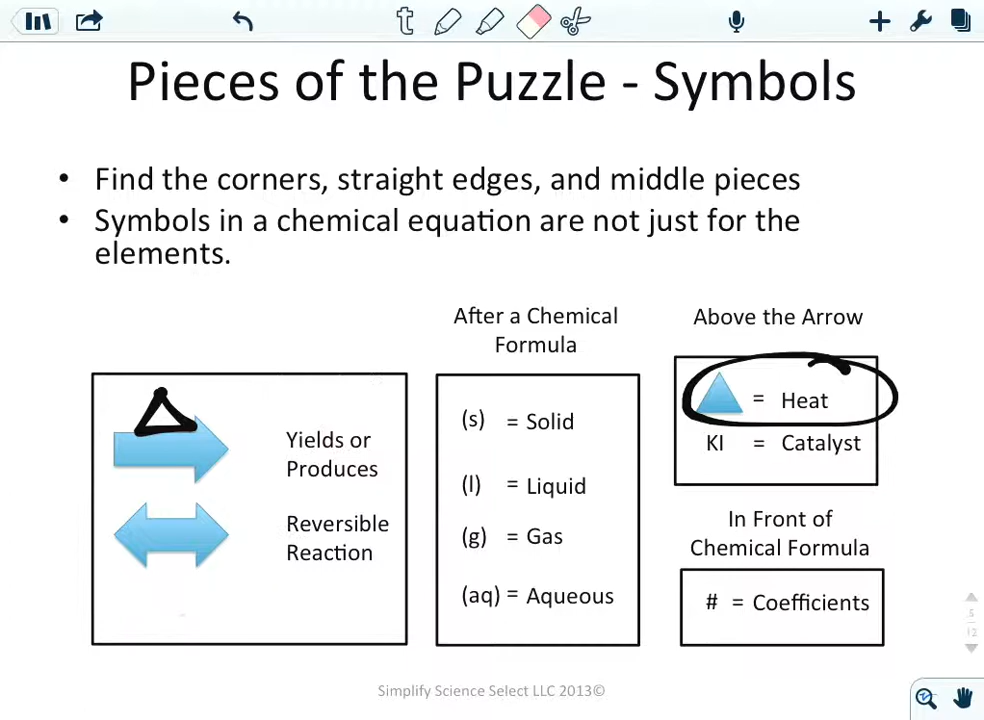 t
Pieces of the Puzzle - Symbols
• Find the corners, straight edges, and middle pieces
• Symbols in a chemical equation are not just for the
elements.
Yields or
Produces
Reversible
Reaction
After a Chemical
Formula
(s) = Solid
(l) = Liquid
(g) = Gas
(aq) = Aqueous
Above the Arrow
= Heat
KI = Catalyst
In Front of
Chemical Formula
# = Coefficients
5
12
Simplify Science Select LLC 2013©